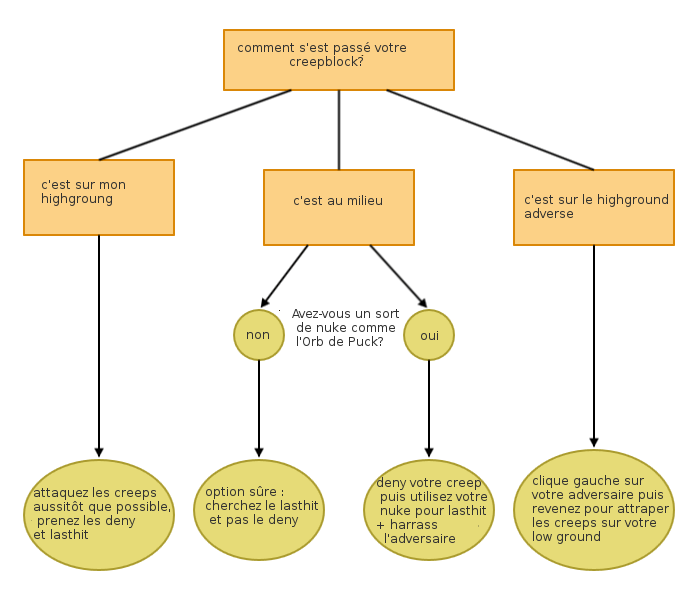 comment s'est passé votre
creepblock?
c'est sur mon
highgroung
c'est au milieu
c'est sur le highground
adverse
Avez-vous un sort
de nuke comme
l'Orb de Puck?
non
oui
attaquez les creeps
aussitôt que possible,
prenez les deny
et lasthit
option sûre :
cherchez le lasthit
et pas le deny
deny votre creep
puis utilisez votre
nuke pour lasthit
+ harrass
l'adversaire
clique gauche sur
votre adversaire puis
revenez pour attraper
les creeps sur votre
low ground